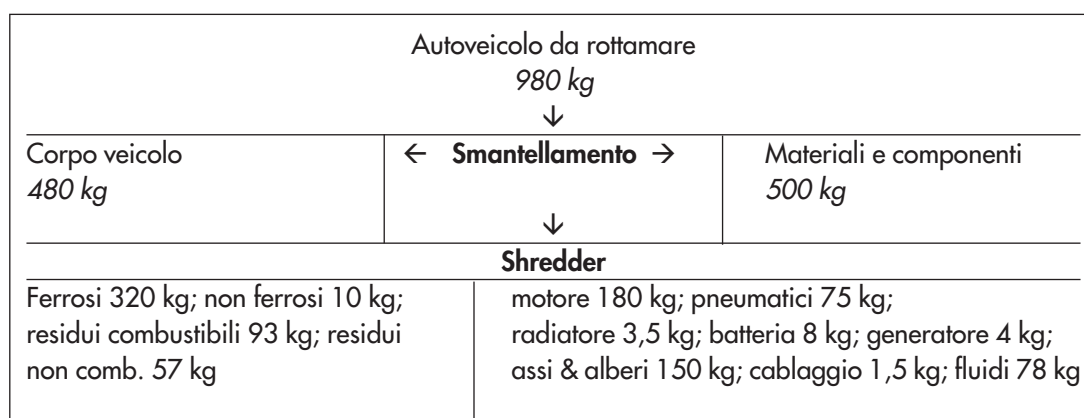 Autoveicolo da rottamare
980 kg
↓
Corpo veicolo
480 kg
← Smantellamento →
↓
Materiali e componenti
500 kg
Shredder
Ferrosi 320 kg; non ferrosi 10 kg;
residui combustibili 93 kg; residui
non comb. 57 kg
motore 180 kg; pneumatici 75 kg;
radiatore 3,5 kg; batteria 8 kg; generatore 4 kg;
assi & alberi 150 kg; cablaggio 1,5 kg; fluidi 78 kg